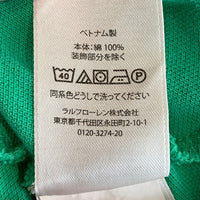 ベトナム製
本体:綿 100%
装飾部分を除く
40 P
同系色どうしで洗ってください
ラルフローレン株式会社
東京都千代田区永田町2-10-1
0120-3274-20